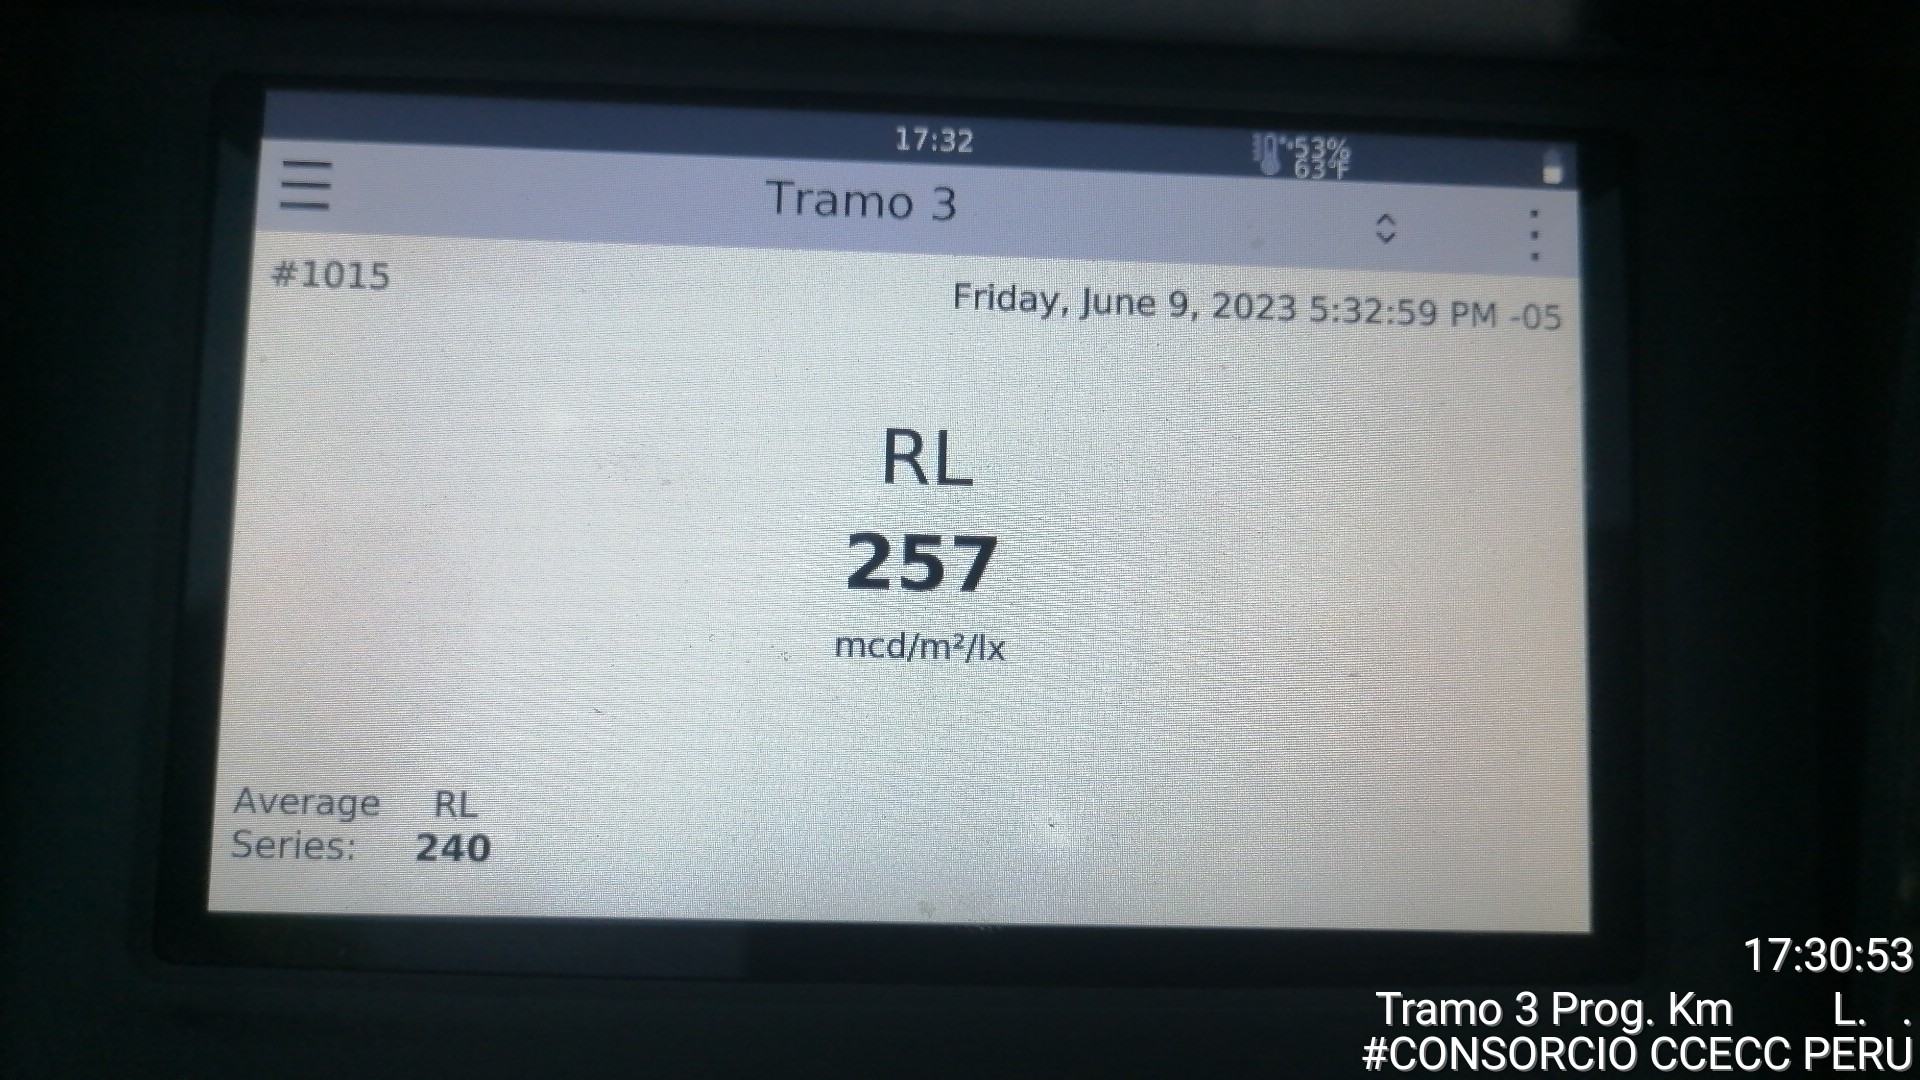 17:32
53%
63°F
Tramo 3
#1015
Friday, June 9, 2023 5:32:59 PM -05
RL
257
mcd/m²/lx
Average RL
Series: 240
17:30:53
Tramo 3 Prog. Km L. .
#CONSORCIO CCECC PERU